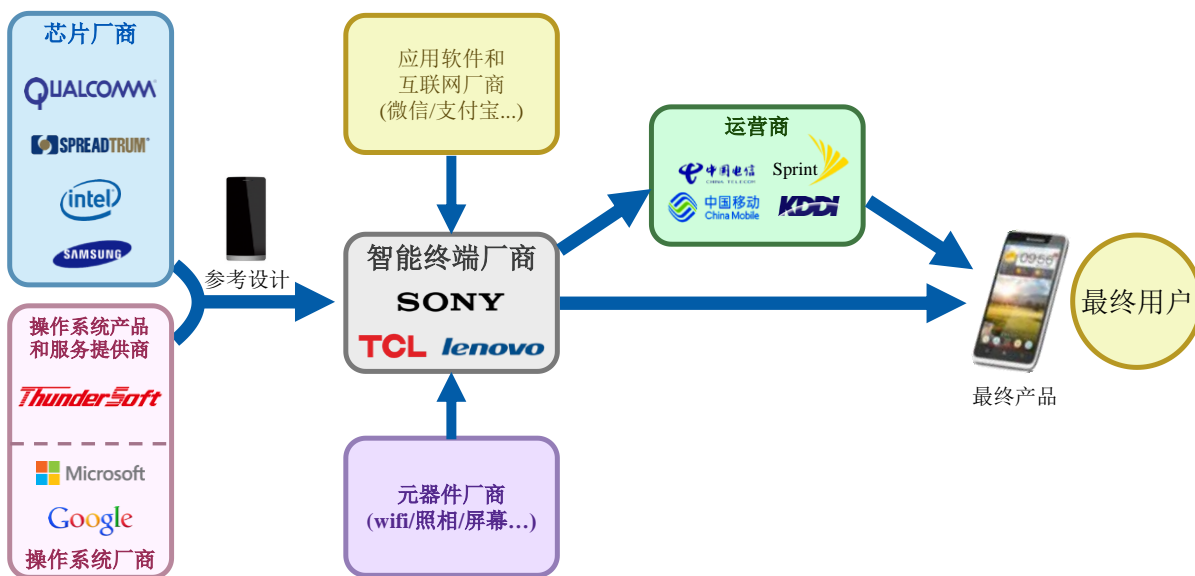 芯片厂商
QUALCOMM
SPREADTRUM
intel
SAMSUNG
操作系统产品
和服务提供商
ThunderSoft
Microsoft
Google
操作系统厂商
参考设计
应用软件和
互联网厂商
(微信/支付宝...)
智能终端厂商
SONY
TCL lenovo
元器件厂商
(wifi/照相/屏幕…)
运营商
中国电信 Sprint
CHINA TELECOM
中国移动 KDDI
China Mobile
09:55
最终产品
最终用户